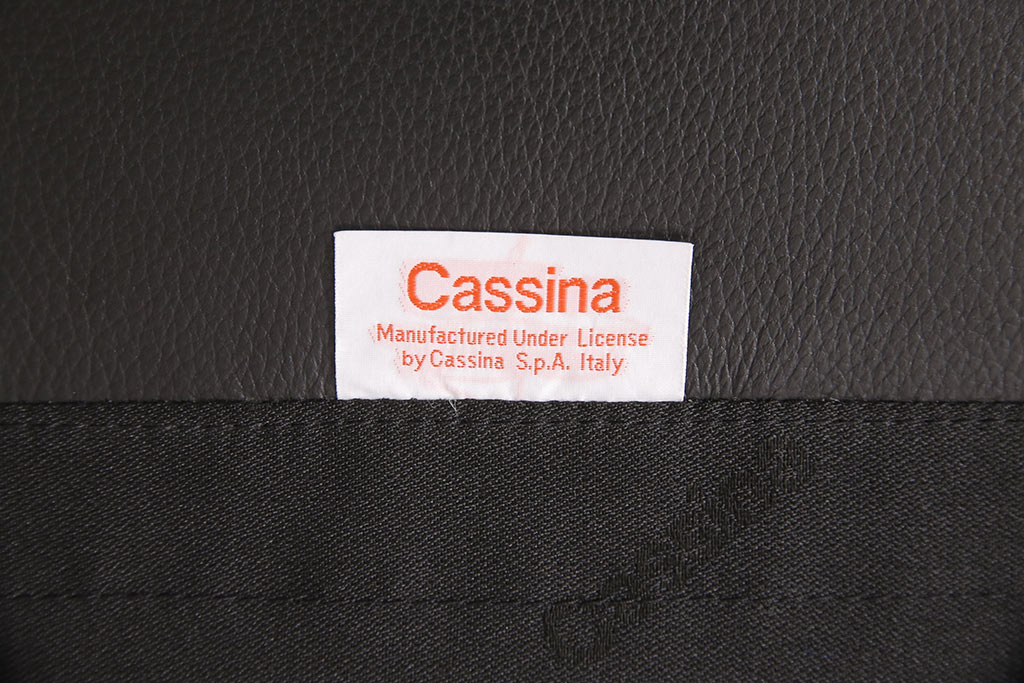 Cassina
Manufactured Under License
by Cassina S.p.A. Italy